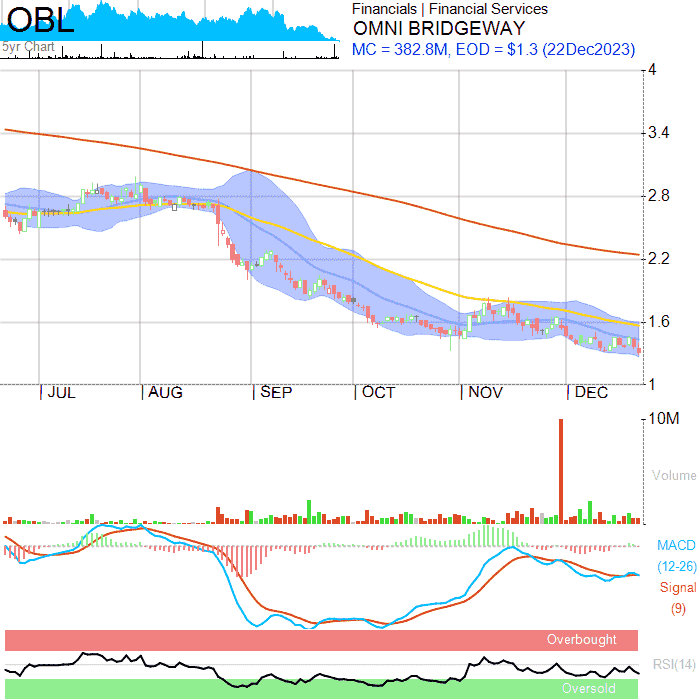 OBL
5yr Chart
Financials | Financial Services
OMNI BRIDGEWAY
MC = 382.8M, EOD = $1.3 (22Dec2023)
4
3.4
2.8
2.2
1.6
1
JUL AUG SEP OCT NOV DEC
10M
Volume
MACD
(12-26)
Signal
(9)
Overbought
RSI(14)
Oversold